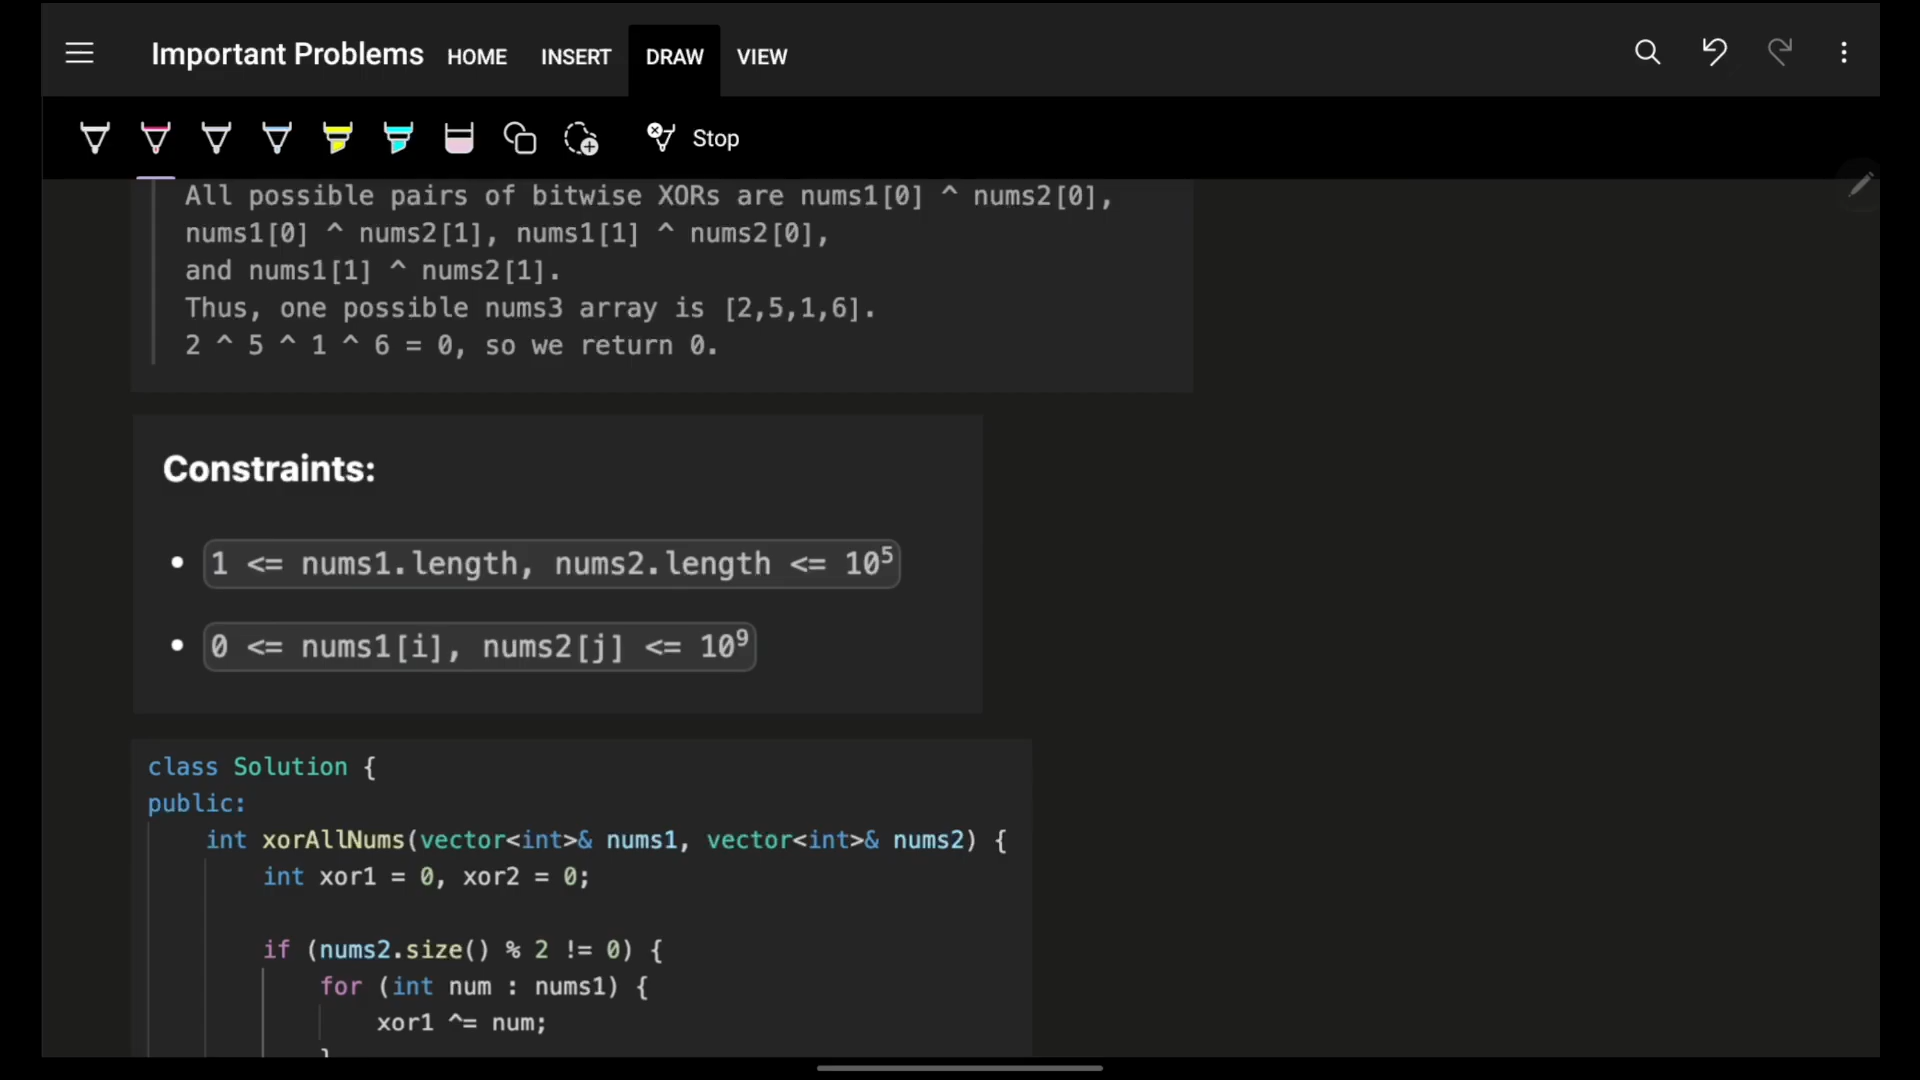 Important Problems HOME INSERT DRAW VIEW
Stop
All possible pairs of bitwise XORs are nums1[0] ^ nums2[0],
nums1[0] ^ nums2[1], nums1[1] ^ nums2[0],
and nums1[1] ^ nums2[1].
Thus, one possible nums3 array is [2,5,1,6].
2 ^ 5 ^ 1 ^ 6 = 0, so we return 0.
Constraints:
• 1 <= nums1.length, nums2.length <= 10⁵
• 0 <= nums1[i], nums2[j] <= 10⁹
class Solution {
public:
    int xorAllNums(vector<int>& nums1, vector<int>& nums2) {
        int xor1 = 0, xor2 = 0;
        if (nums2.size() % 2 != 0) {
            for (int num : nums1) {
                xor1 ^= num;
            }